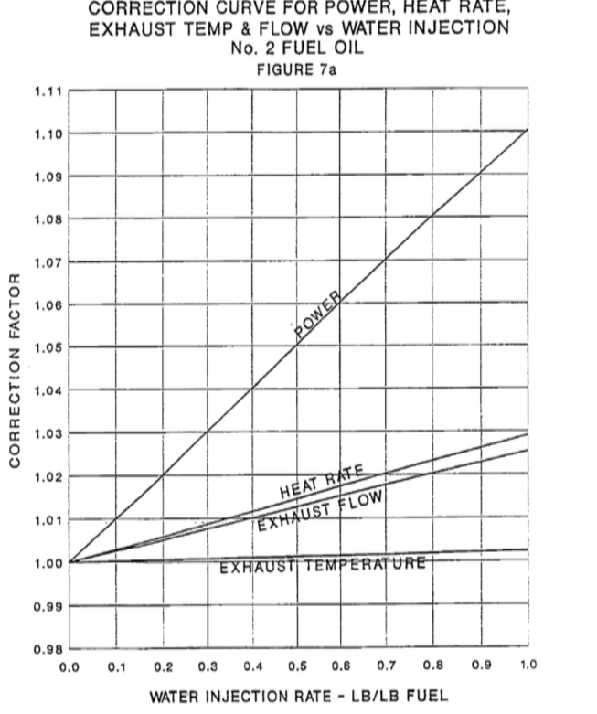 CORRECTION CURVE FOR POWER, HEAT RATE,
EXHAUST TEMP & FLOW vs WATER INJECTION
No. 2 FUEL OIL
FIGURE 7a
1.11
1.10
1.09
1.08
1.07
1.06
1.05
1.04
1.03
1.02
1.01
1.00
0.99
0.98
CORRECTION FACTOR
POWER
HEAT RATE
EXHAUST FLOW
EXHAUST TEMPERATURE
0.0 0.1 0.2 0.3 0.4 0.5 0.6 0.7 0.8 0.9 1.0
WATER INJECTION RATE - LB/LB FUEL